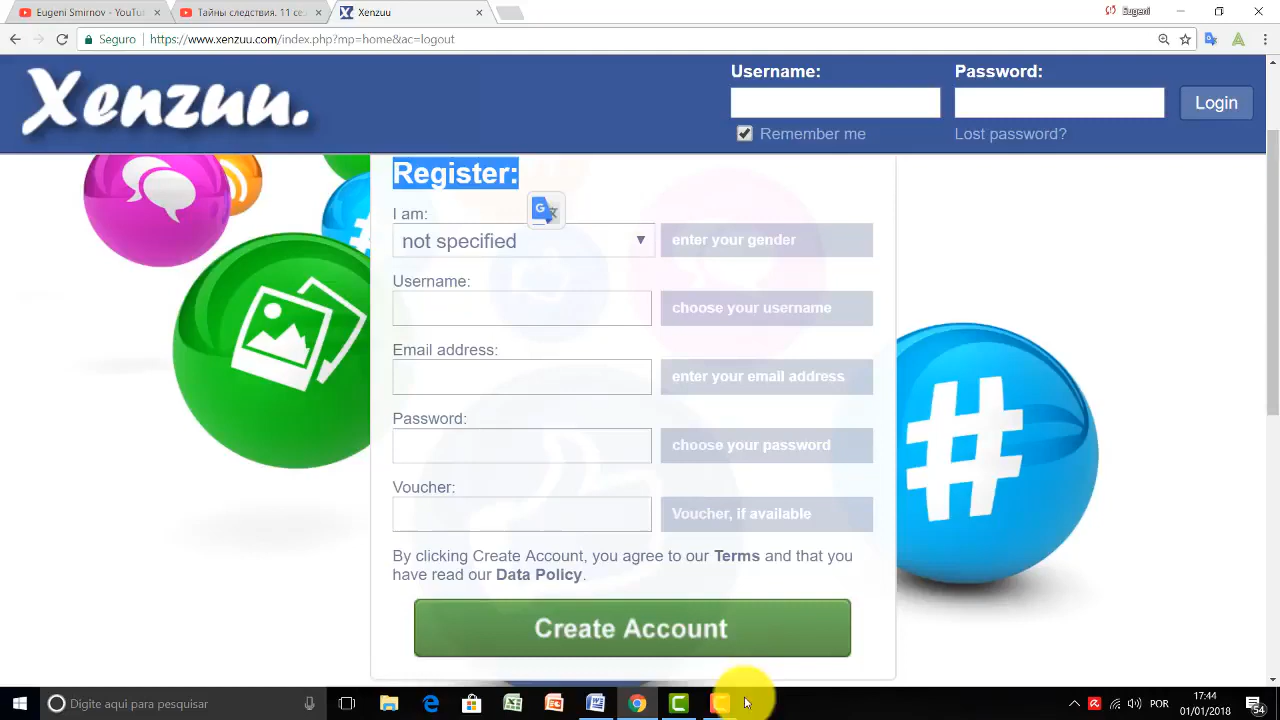 Eugeni Smirnov - YouTu
Тайны следствия. 11 се
Xenzuu
Eugeni
Seguro
https://www.xenzuu.com/index.php?mp=home&ac=logout
Xenzuu.
Username:
Password:
Login
Remember me
Lost password?
Register:
I am:
not specified
enter your gender
Username:
choose your username
Email address:
enter your email address
Password:
choose your password
Voucher:
Voucher, if available
By clicking Create Account, you agree to our Terms and that you
have read our Data Policy.
Create Account
Digite aqui para pesquisar
POR
17:44
01/01/2018
54